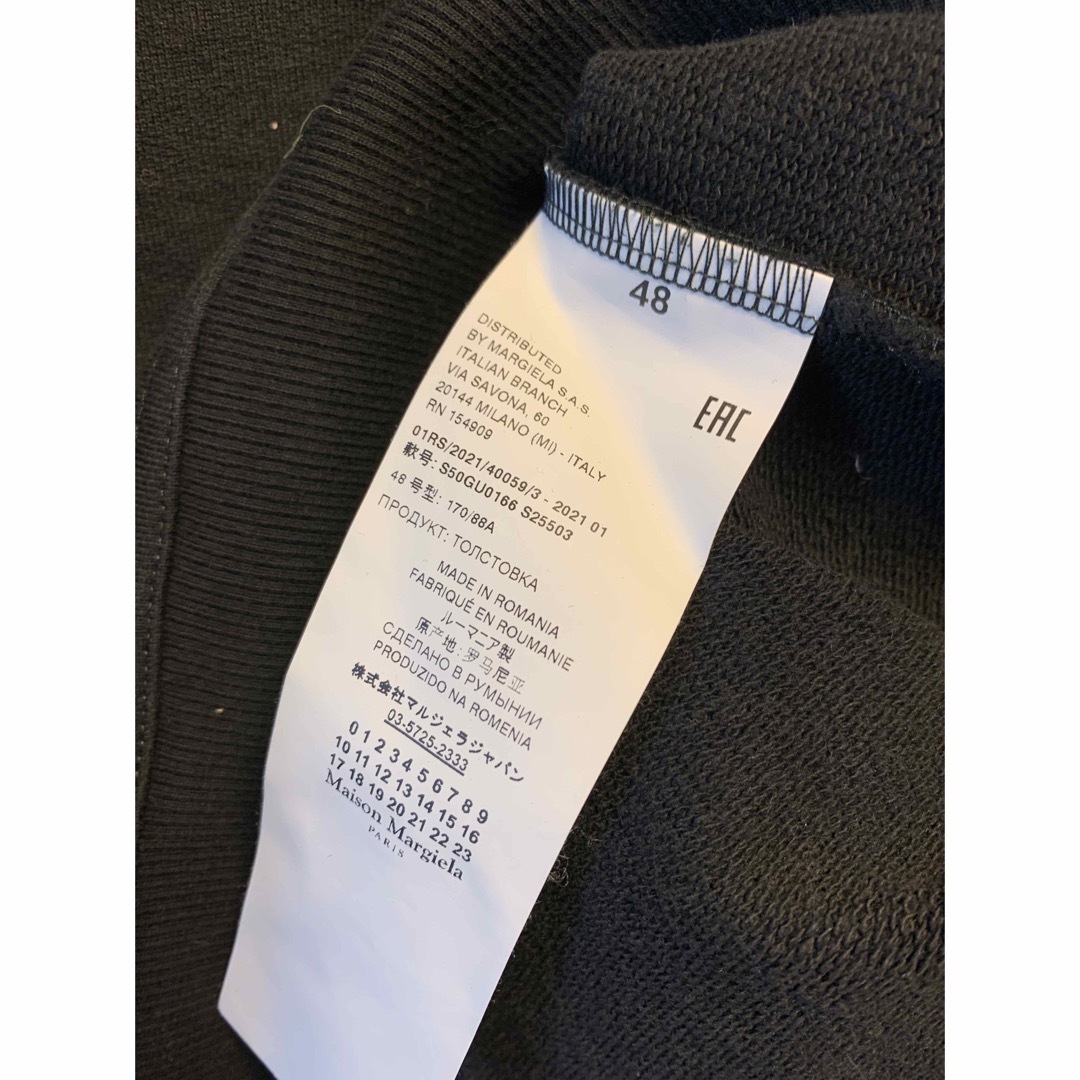 48
DISTRIBUTED
BY MARGIELA S.A.S.
ITALIAN BRANCH
VIA SAVONA, 60
20144 MILANO (MI) - ITALY
RN 154909
EAC
01RS/2021/40059/3 - 2021 01
款号: S50GU0166 S25503
48 号型: 170/88A
ПРОДУКТ: ТОЛСТОВКА
MADE IN ROMANIA
FABRIQUÉ EN ROUMANIE
ルーマニア製
原产地: 罗马尼亚
СДЕЛАНО В РУМЫНИИ
PRODUZIDO NA ROMENIA
株式会社マルジェラジャパン
03-5725-2333
0 1 2 3 4 5 6 7 8 9
10 11 12 13 14 15 16
17 18 19 20 21 22 23
Maison Margiela
PARIS